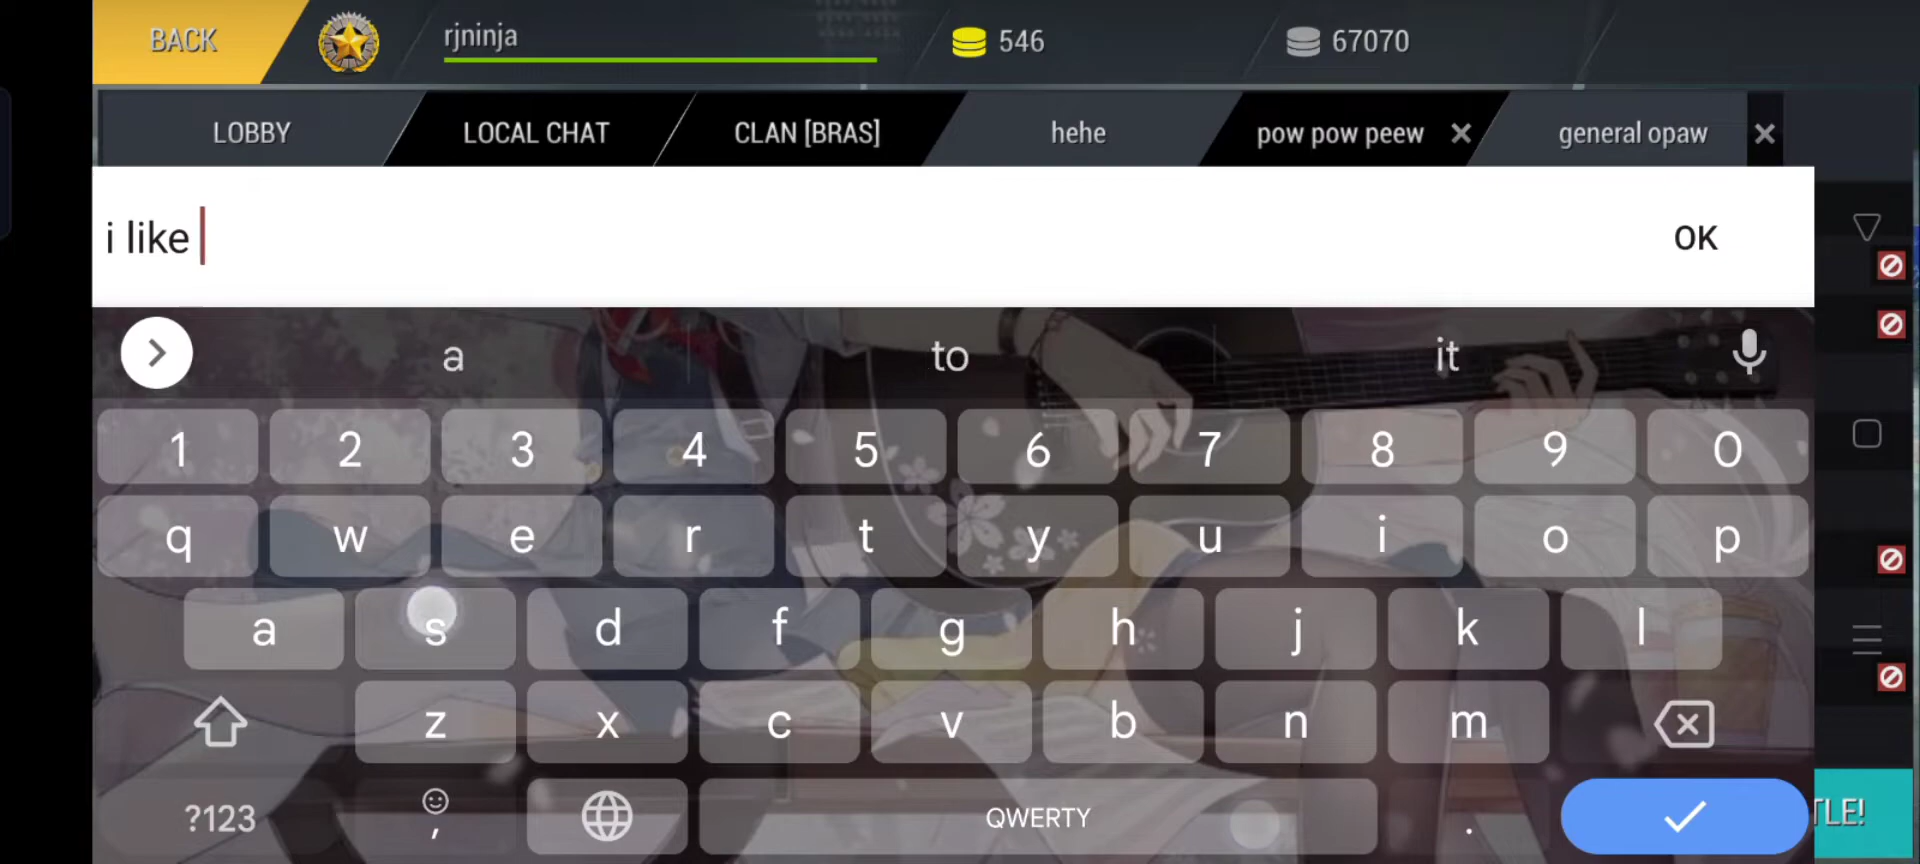 BACK
rjninja
546
67070
LOBBY
LOCAL CHAT
CLAN [BRAS]
hehe
pow pow peew
general opaw
i like
OK
a
to
it
1 2 3 4 5 6 7 8 9 0
q w e r t y u i o p
a s d f g h j k l
z x c v b n m
?123
,
QWERTY
.
TLE!